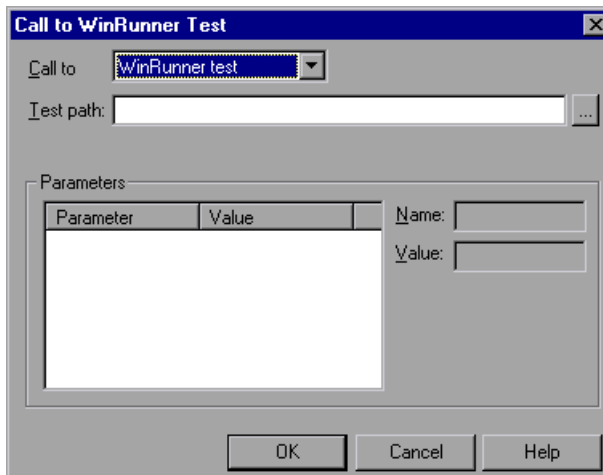 Call to WinRunner Test
Call to WinRunner test
Test path: ...
Parameters
Parameter Value Name:
Value:
OK Cancel Help